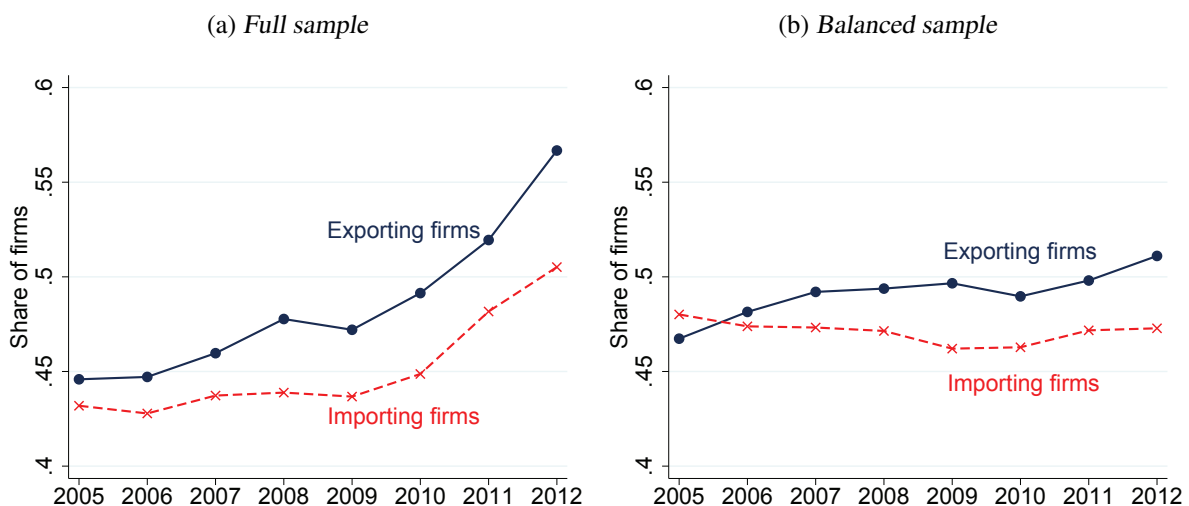 (a) Full sample
.6
.55
.5
.45
.4
Share of firms
Exporting firms
Importing firms
2005 2006 2007 2008 2009 2010 2011 2012
(b) Balanced sample
.6
.55
.5
.45
.4
Share of firms
Exporting firms
Importing firms
2005 2006 2007 2008 2009 2010 2011 2012